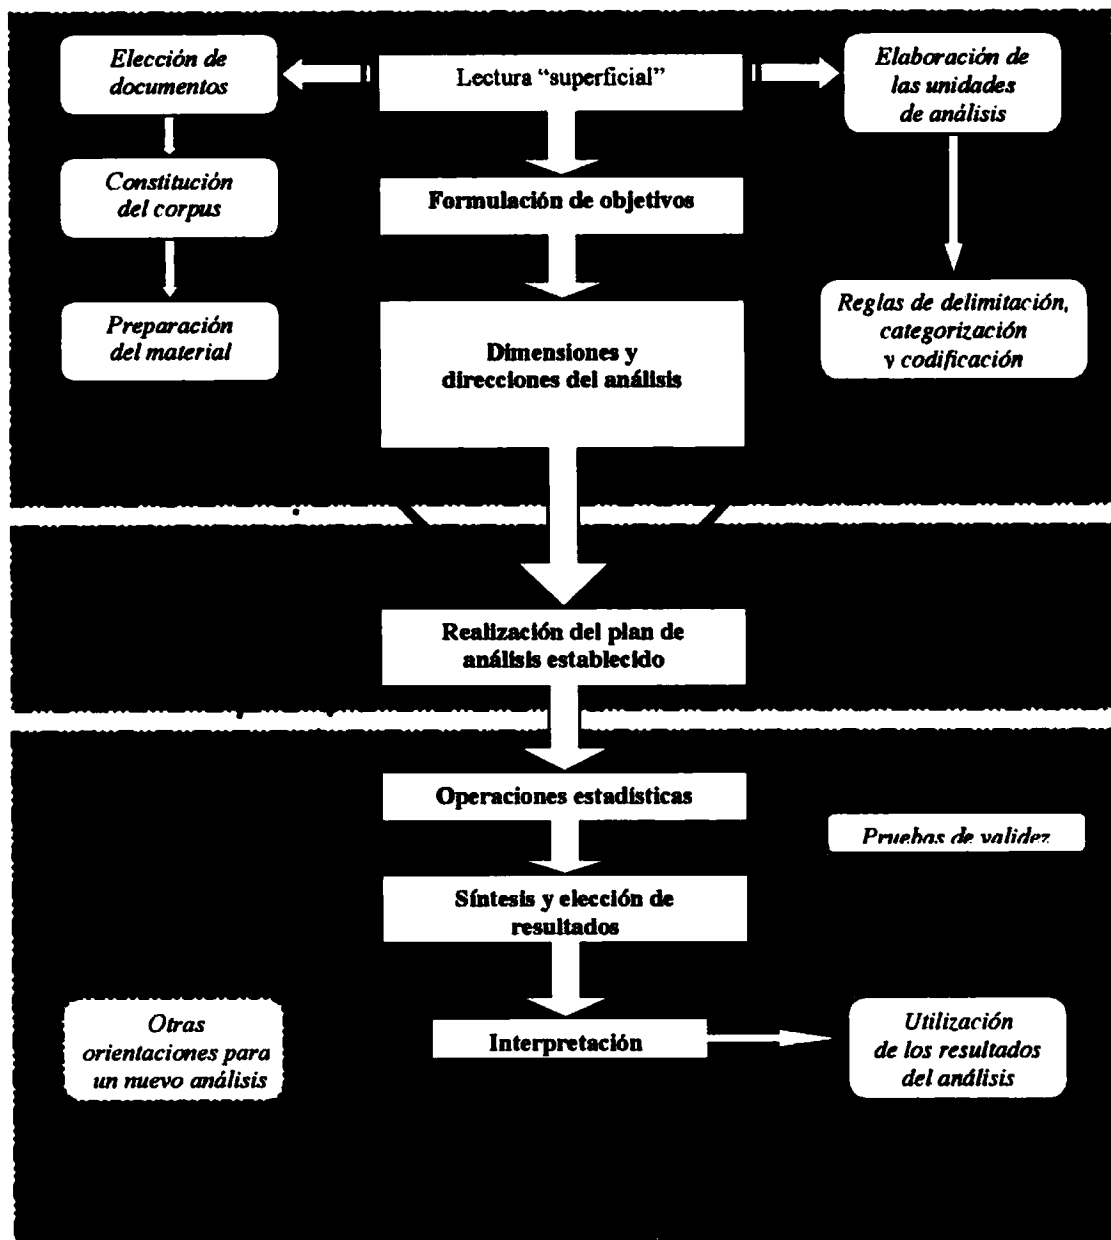 Elección de
documentos
Lectura “superficial”
Elaboración de
las unidades
de análisis
Constitución
del corpus
Formulación de objetivos
Preparación
del material
Dimensiones y
direcciones del análisis
Reglas de delimitación,
categorización
y codificación
Realización del plan de
análisis establecido
Operaciones estadísticas
Pruebas de validez
Síntesis y elección de
resultados
Otras
orientaciones para
un nuevo análisis
Interpretación
Utilización
de los resultados
del análisis